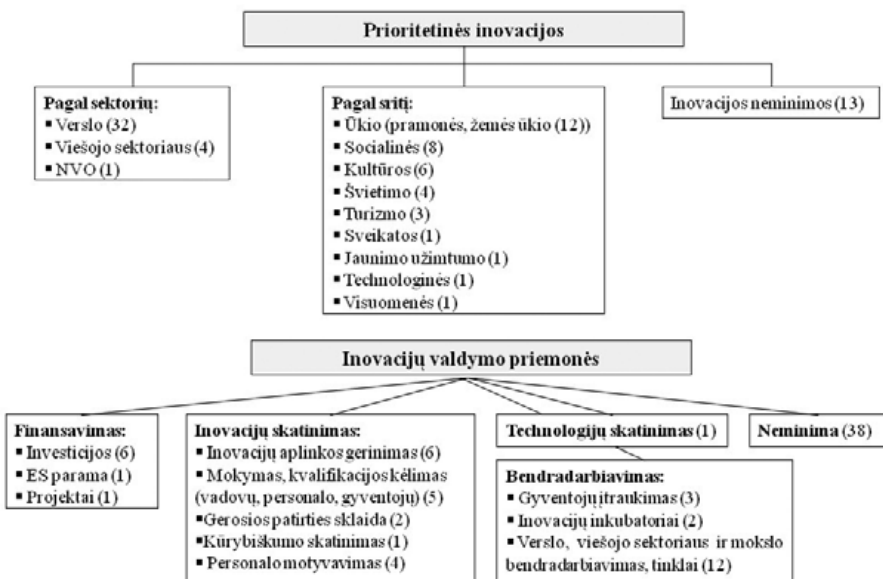 Prioritetinės inovacijos
Pagal sektorių:
▪ Verslo (32)
▪ Viešojo sektoriaus (4)
▪ NVO (1)
Pagal sritį:
▪ Ūkio (pramonės, žemės ūkio (12))
▪ Socialinės (8)
▪ Kultūros (6)
▪ Švietimo (4)
▪ Turizmo (3)
▪ Sveikatos (1)
▪ Jaunimo užimtumo (1)
▪ Technologinės (1)
▪ Visuomenės (1)
Inovacijos neminimos (13)
Inovacijų valdymo priemonės
Finansavimas:
▪ Investicijos (6)
▪ ES parama (1)
▪ Projektai (1)
Inovacijų skatinimas:
▪ Inovacijų aplinkos gerinimas (6)
▪ Mokymas, kvalifikacijos kėlimas
(vadovų, personalo, gyventojų) (5)
▪ Gerosios patirties sklaida (2)
▪ Kūrybiškumo skatinimas (1)
▪ Personalo motyvavimas (4)
Technologijų skatinimas (1)
Bendradarbiavimas:
▪ Gyventojų įtraukimas (3)
▪ Inovacijų inkubatoriai (2)
▪ Verslo, viešojo sektoriaus ir mokslo
bendradarbiavimas, tinklai (12)
Neminima (38)